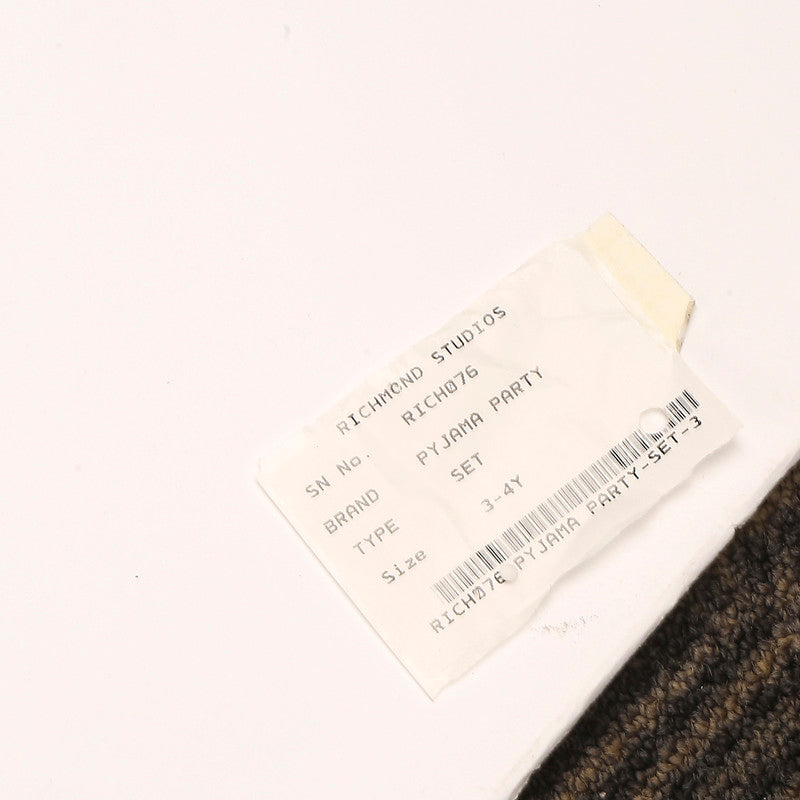 RICHMOND STUDIOS
SN No. RICH076
BRAND PYJAMA PARTY
TYPE SET
Size 3-4Y
RICH076 PYJAMA PARTY-SET-3